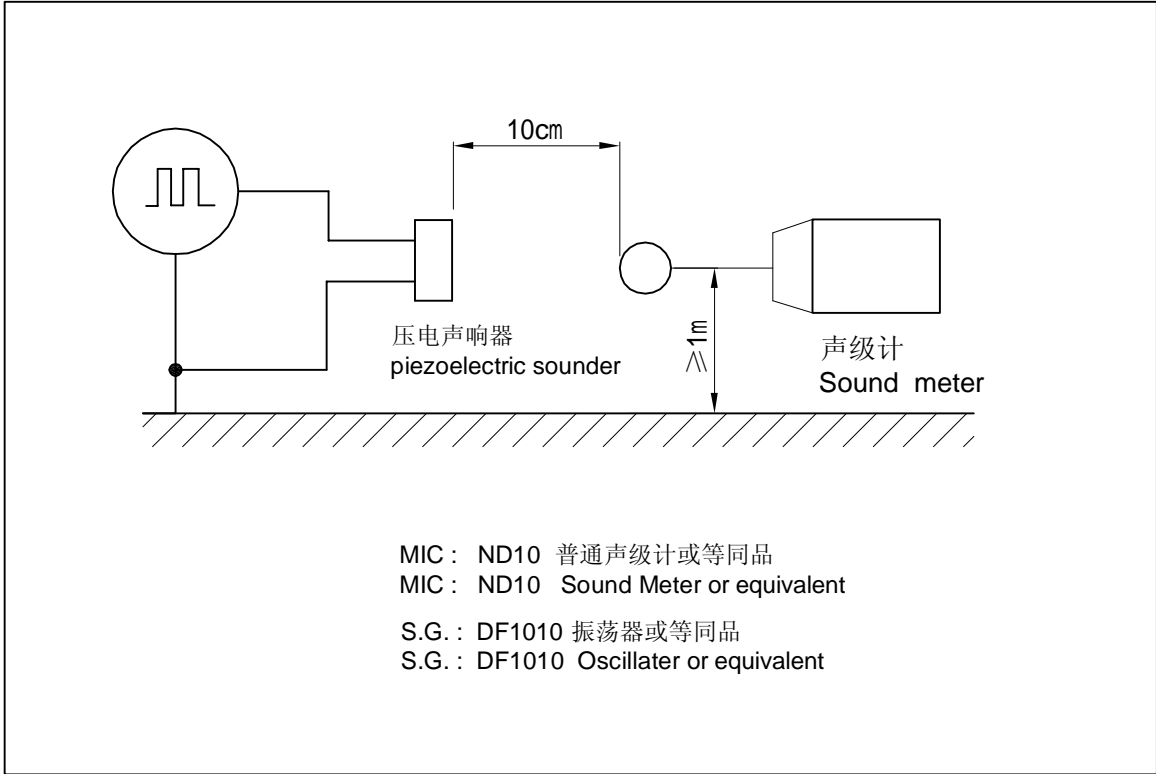 10cm
压电声响器
piezoelectric sounder
≥1m
声级计
Sound meter
MIC : ND10 普通声级计或等同品
MIC : ND10 Sound Meter or equivalent
S.G. : DF1010 振荡器或等同品
S.G. : DF1010 Oscillater or equivalent